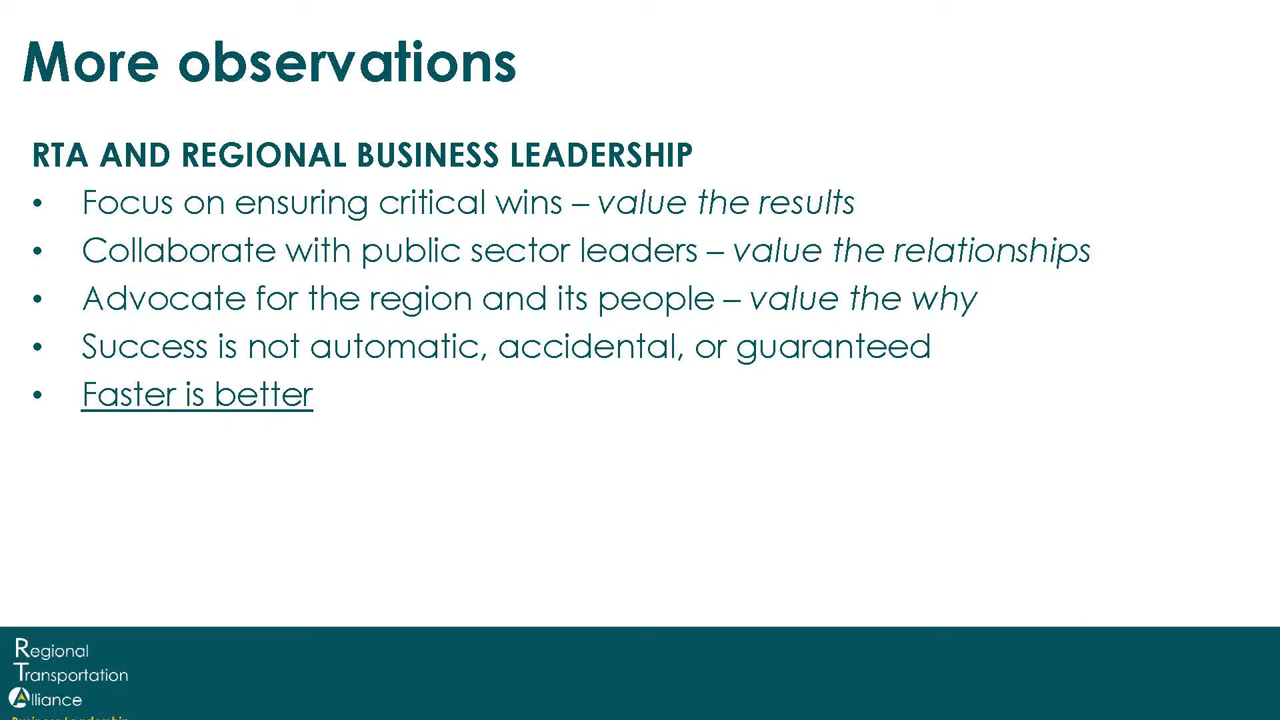 More observations
RTA AND REGIONAL BUSINESS LEADERSHIP
• Focus on ensuring critical wins – value the results
• Collaborate with public sector leaders – value the relationships
• Advocate for the region and its people – value the why
• Success is not automatic, accidental, or guaranteed
• Faster is better
Regional
Transportation
Alliance
Business Leadership